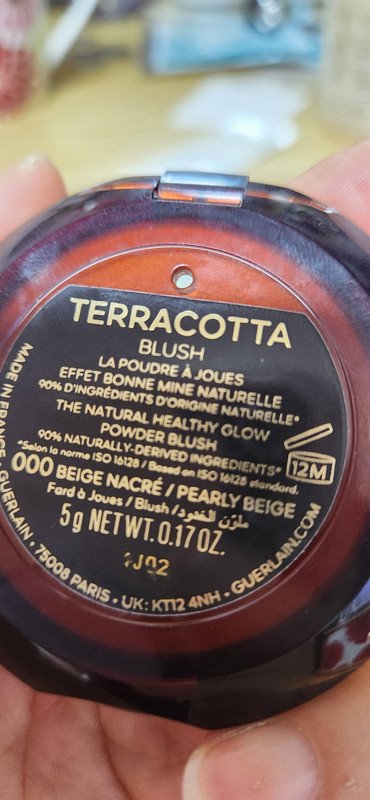 TERRACOTTA
BLUSH
LA POUDRE À JOUES
EFFET BONNE MINE NATURELLE
90% D'INGRÉDIENTS D'ORIGINE NATURELLE*
THE NATURAL HEALTHY GLOW
POWDER BLUSH
90% NATURALLY-DERIVED INGREDIENTS*
*Selon la norme ISO 16128 / Based on ISO 16128 standard.
12M
000 BEIGE NACRÉ / PEARLY BEIGE
Fard à Joues / Blush / ملوّن الخدود
5g NET WT. 0.17 OZ.
MADE IN FRANCE • GUERLAIN • 75008 PARIS • UK: KT12 4NH • GUERLAIN.COM